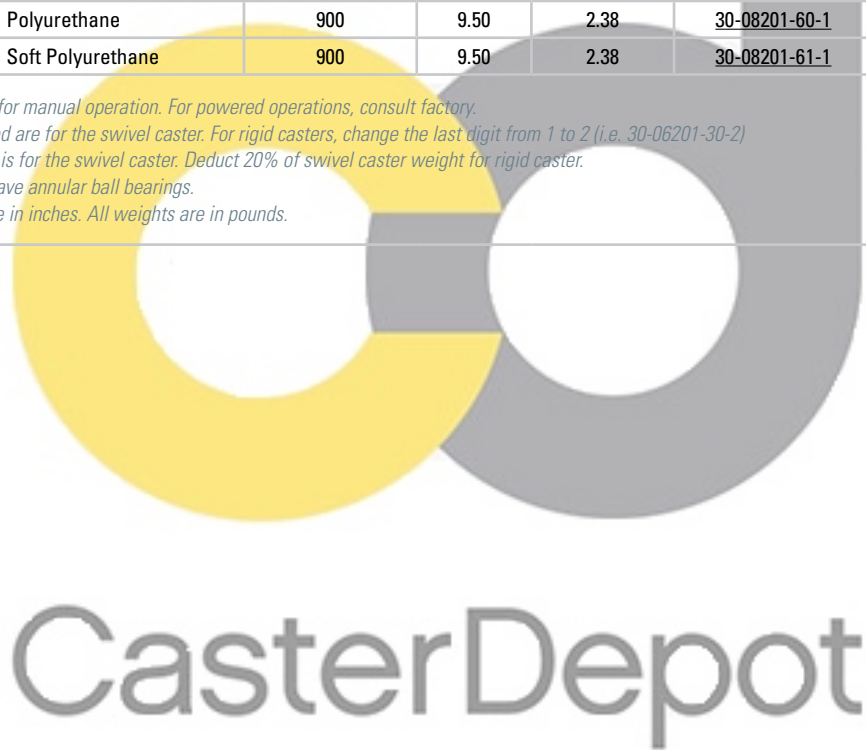 Polyurethane 900 9.50 2.38 30-08201-60-1
Soft Polyurethane 900 9.50 2.38 30-08201-61-1
for manual operation. For powered operations, consult factory.
are for the swivel caster. For rigid casters, change the last digit from 1 to 2 (i.e. 30-06201-30-2)
is for the swivel caster. Deduct 20% of swivel caster weight for rigid caster.
annular ball bearings.
in inches. All weights are in pounds.
CasterDepot